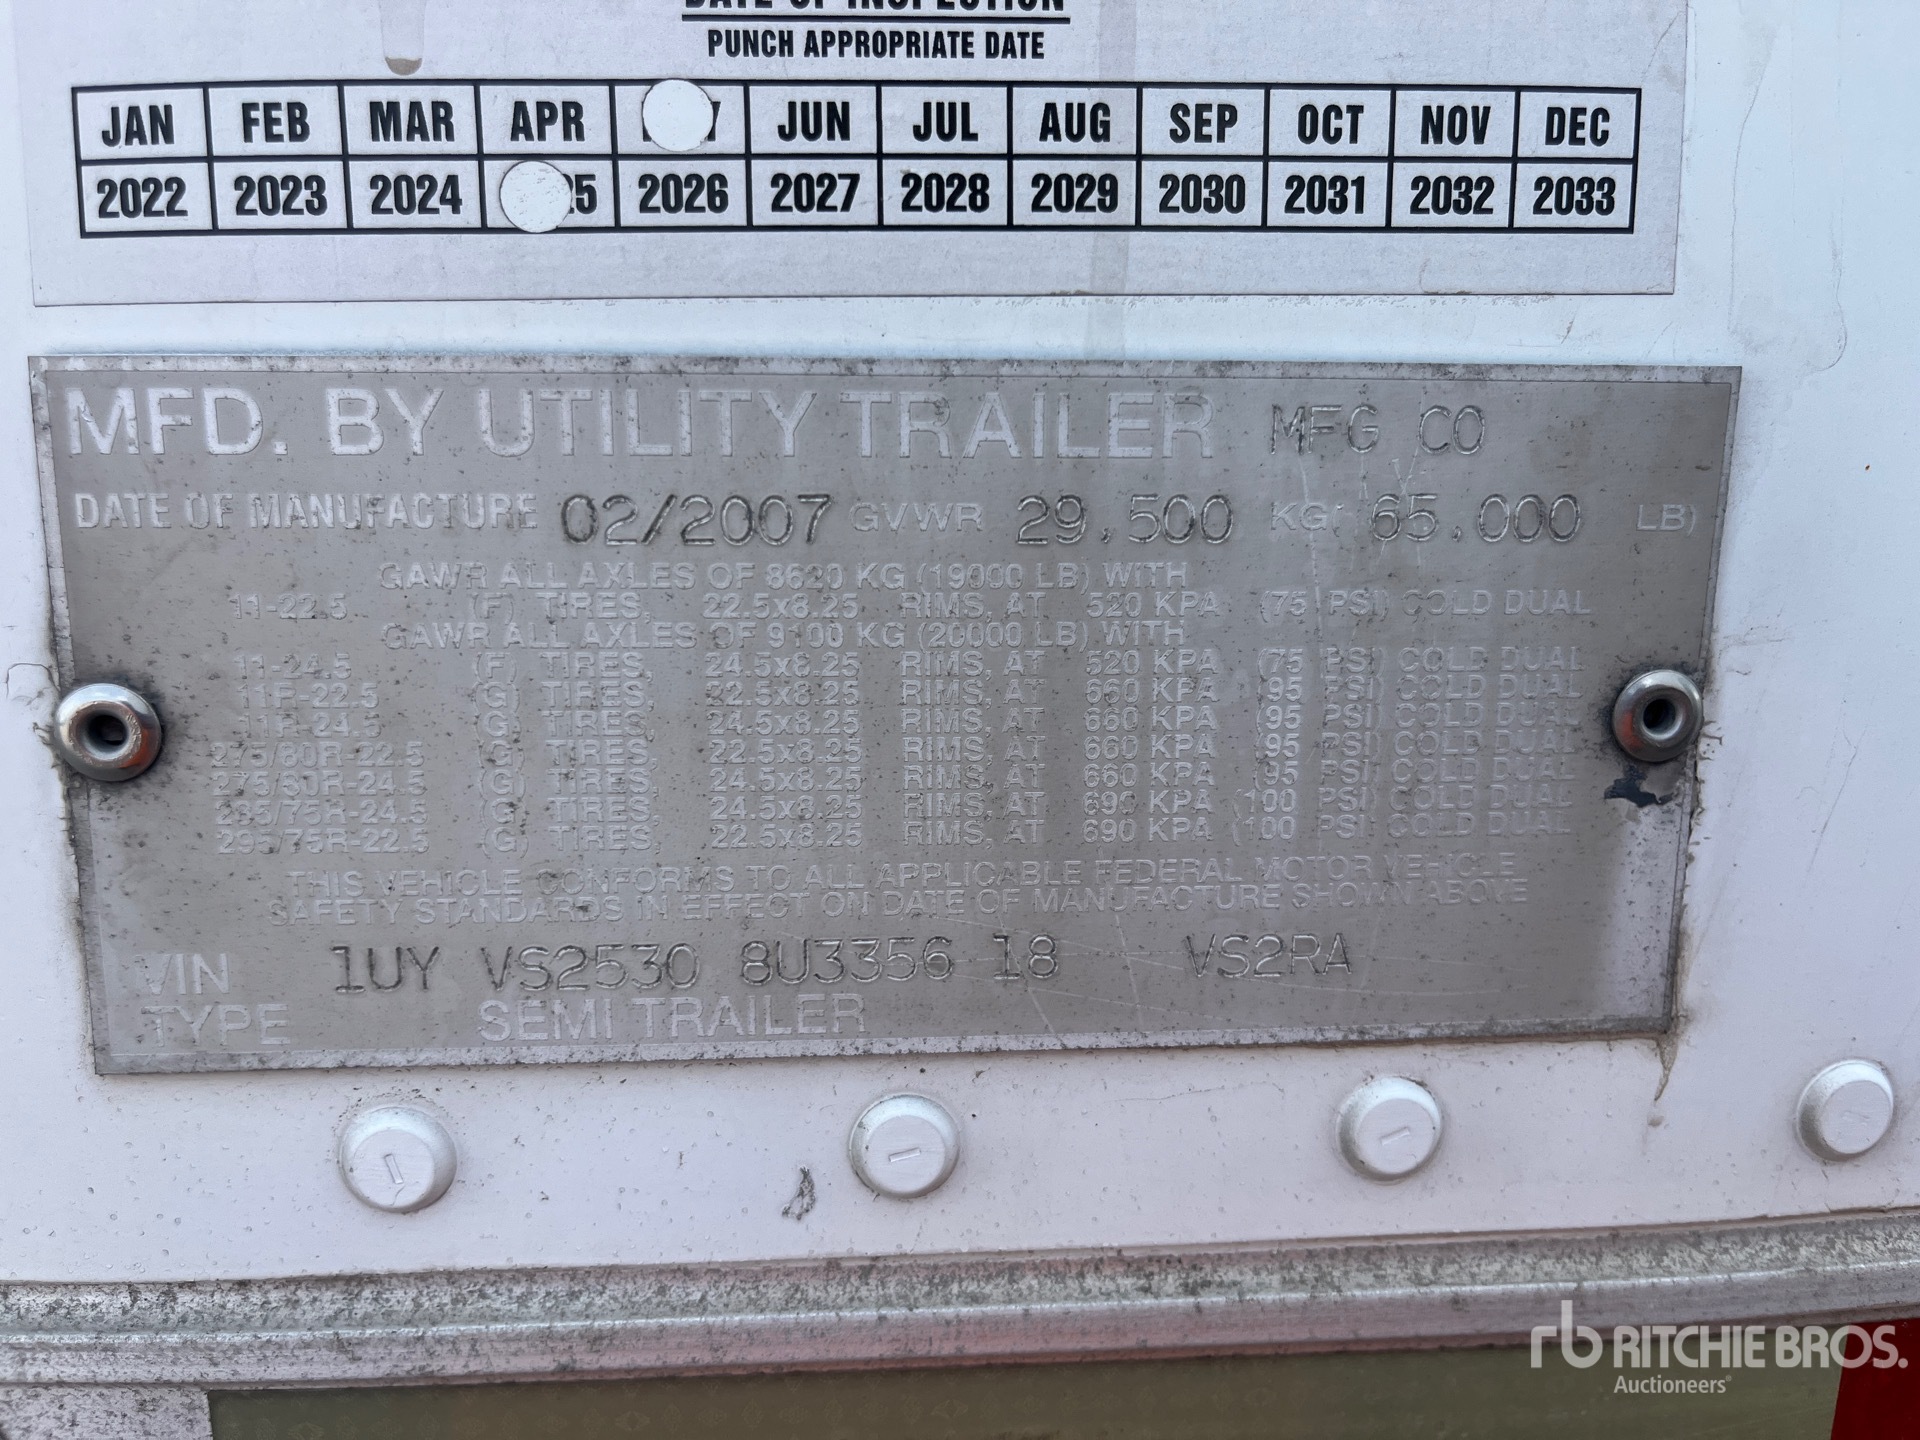 DATE OF INSPECTION
PUNCH APPROPRIATE DATE
JAN FEB MAR APR JUN JUL AUG SEP OCT NOV DEC
2022 2023 2024 2026 2027 2028 2029 2030 2031 2032 2033
MFD. BY UTILITY TRAILER MFG CO
DATE OF MANUFACTURE 02/2007 GVWR 29,500 KG( 65,000 LB)
GAWR ALL AXLES OF 8620 KG (19000 LB) WITH
11-22.5 (F) TIRES, 22.5x8.25 RIMS, AT 520 KPA (75 PSI) COLD DUAL
GAWR ALL AXLES OF 9100 KG (20000 LB) WITH
11-24.5 (F) TIRES, 24.5x8.25 RIMS, AT 520 KPA (75 PSI) COLD DUAL
11R-22.5 (G) TIRES, 22.5x8.25 RIMS, AT 660 KPA (95 PSI) COLD DUAL
11R-24.5 (G) TIRES, 24.5x8.25 RIMS, AT 660 KPA (95 PSI) COLD DUAL
275/80R-22.5 (G) TIRES, 22.5x8.25 RIMS, AT 660 KPA (95 PSI) COLD DUAL
275/80R-24.5 (G) TIRES, 24.5x8.25 RIMS, AT 660 KPA (95 PSI) COLD DUAL
285/75R-24.5 (G) TIRES, 24.5x8.25 RIMS, AT 690 KPA (100 PSI) COLD DUAL
295/75R-22.5 (G) TIRES, 22.5x8.25 RIMS, AT 690 KPA (100 PSI) COLD DUAL
THIS VEHICLE CONFORMS TO ALL APPLICABLE FEDERAL MOTOR VEHICLE
SAFETY STANDARDS IN EFFECT ON DATE OF MANUFACTURE SHOWN ABOVE
VIN 1UY VS2530 8U3356 18 VS2RA
TYPE SEMI TRAILER
rb RITCHIE BROS.
Auctioneers